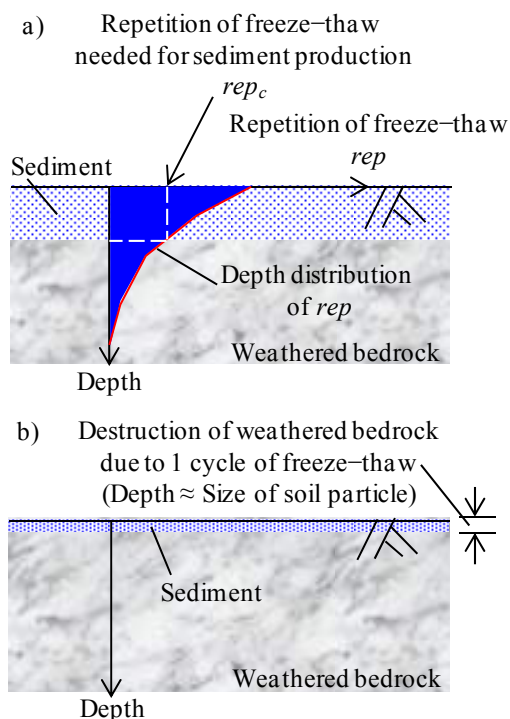 a) Repetition of freeze−thaw
needed for sediment production
rep_c
Repetition of freeze−thaw
rep
Sediment
Depth distribution
of rep
Weathered bedrock
Depth
b) Destruction of weathered bedrock
due to 1 cycle of freeze−thaw
(Depth ≈ Size of soil particle)
Sediment
Weathered bedrock
Depth